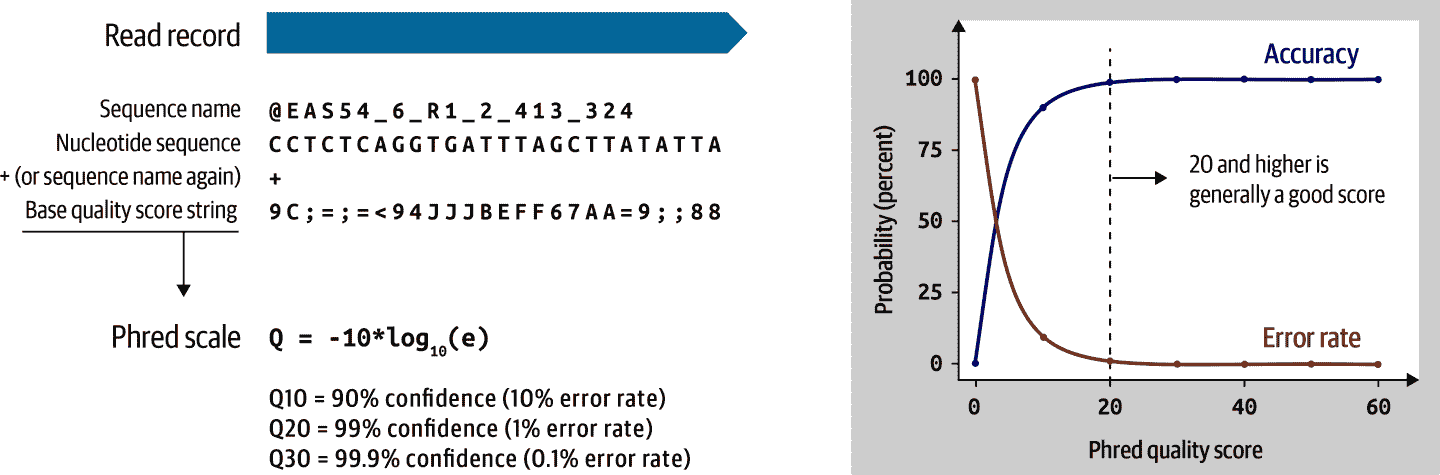 Read record
Sequence name @EAS54_6_R1_2_413_324
Nucleotide sequence CCTCTCAGGTGATTTAGCTTATATTA
+ (or sequence name again) +
Base quality score string 9C;=;=<94JJJBEFF67AA=9;;88
Phred scale Q = -10*log10(e)
Q10 = 90% confidence (10% error rate)
Q20 = 99% confidence (1% error rate)
Q30 = 99.9% confidence (0.1% error rate)
Accuracy
100
75
50
25
0
Probability (percent)
20 and higher is
generally a good score
Error rate
0 20 40 60
Phred quality score